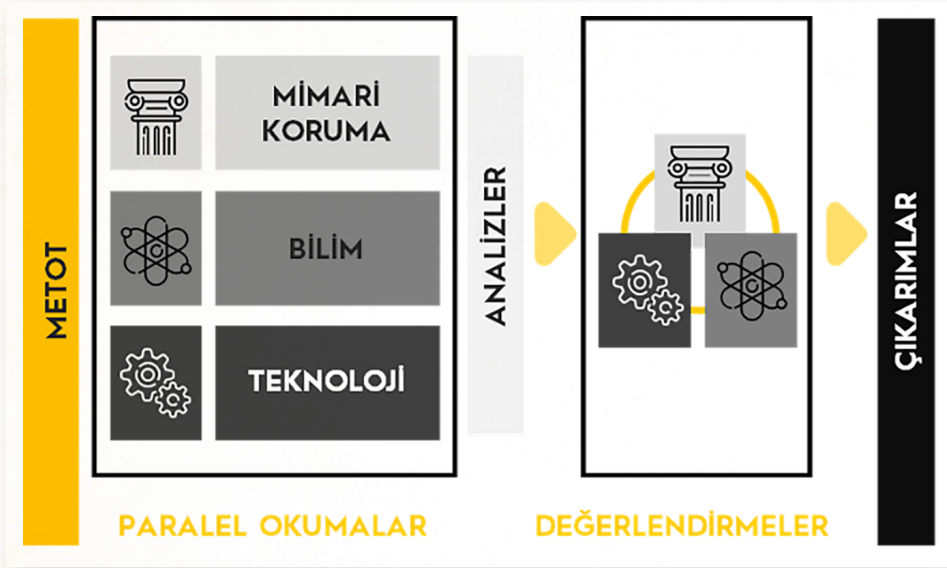 METOT
MİMARİ
KORUMA
BİLİM
TEKNOLOJİ
PARALEL OKUMALAR
ANALİZLER
DEĞERLENDİRMELER
ÇIKARIMLAR